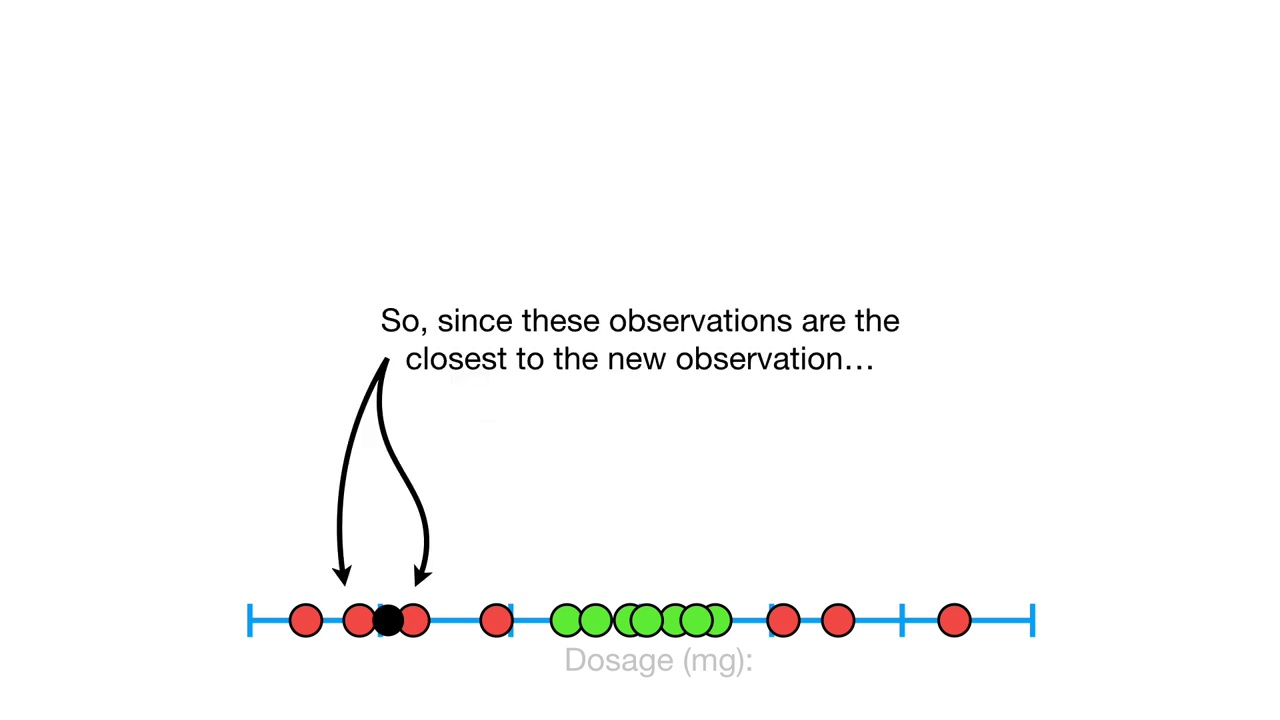 So, since these observations are the
closest to the new observation…
Dosage (mg):